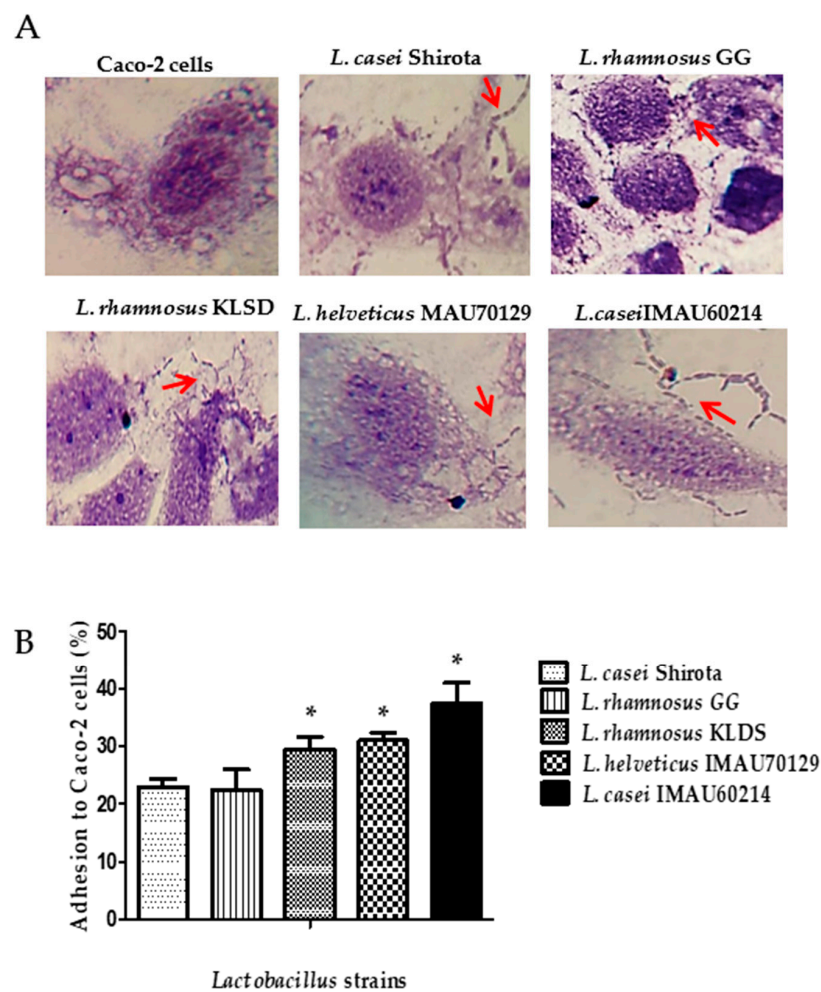 A
Caco-2 cells
L. casei Shirota
L. rhamnosus GG
L. rhamnosus KLSD
L. helveticus MAU70129
L.caseiIMAU60214
B
Adhesion to Caco-2 cells (%)
50
40
30
20
10
0
*
*
*
Lactobacillus strains
L. casei Shirota
L. rhamnosus GG
L. rhamnosus KLDS
L. helveticus IMAU70129
L. casei IMAU60214